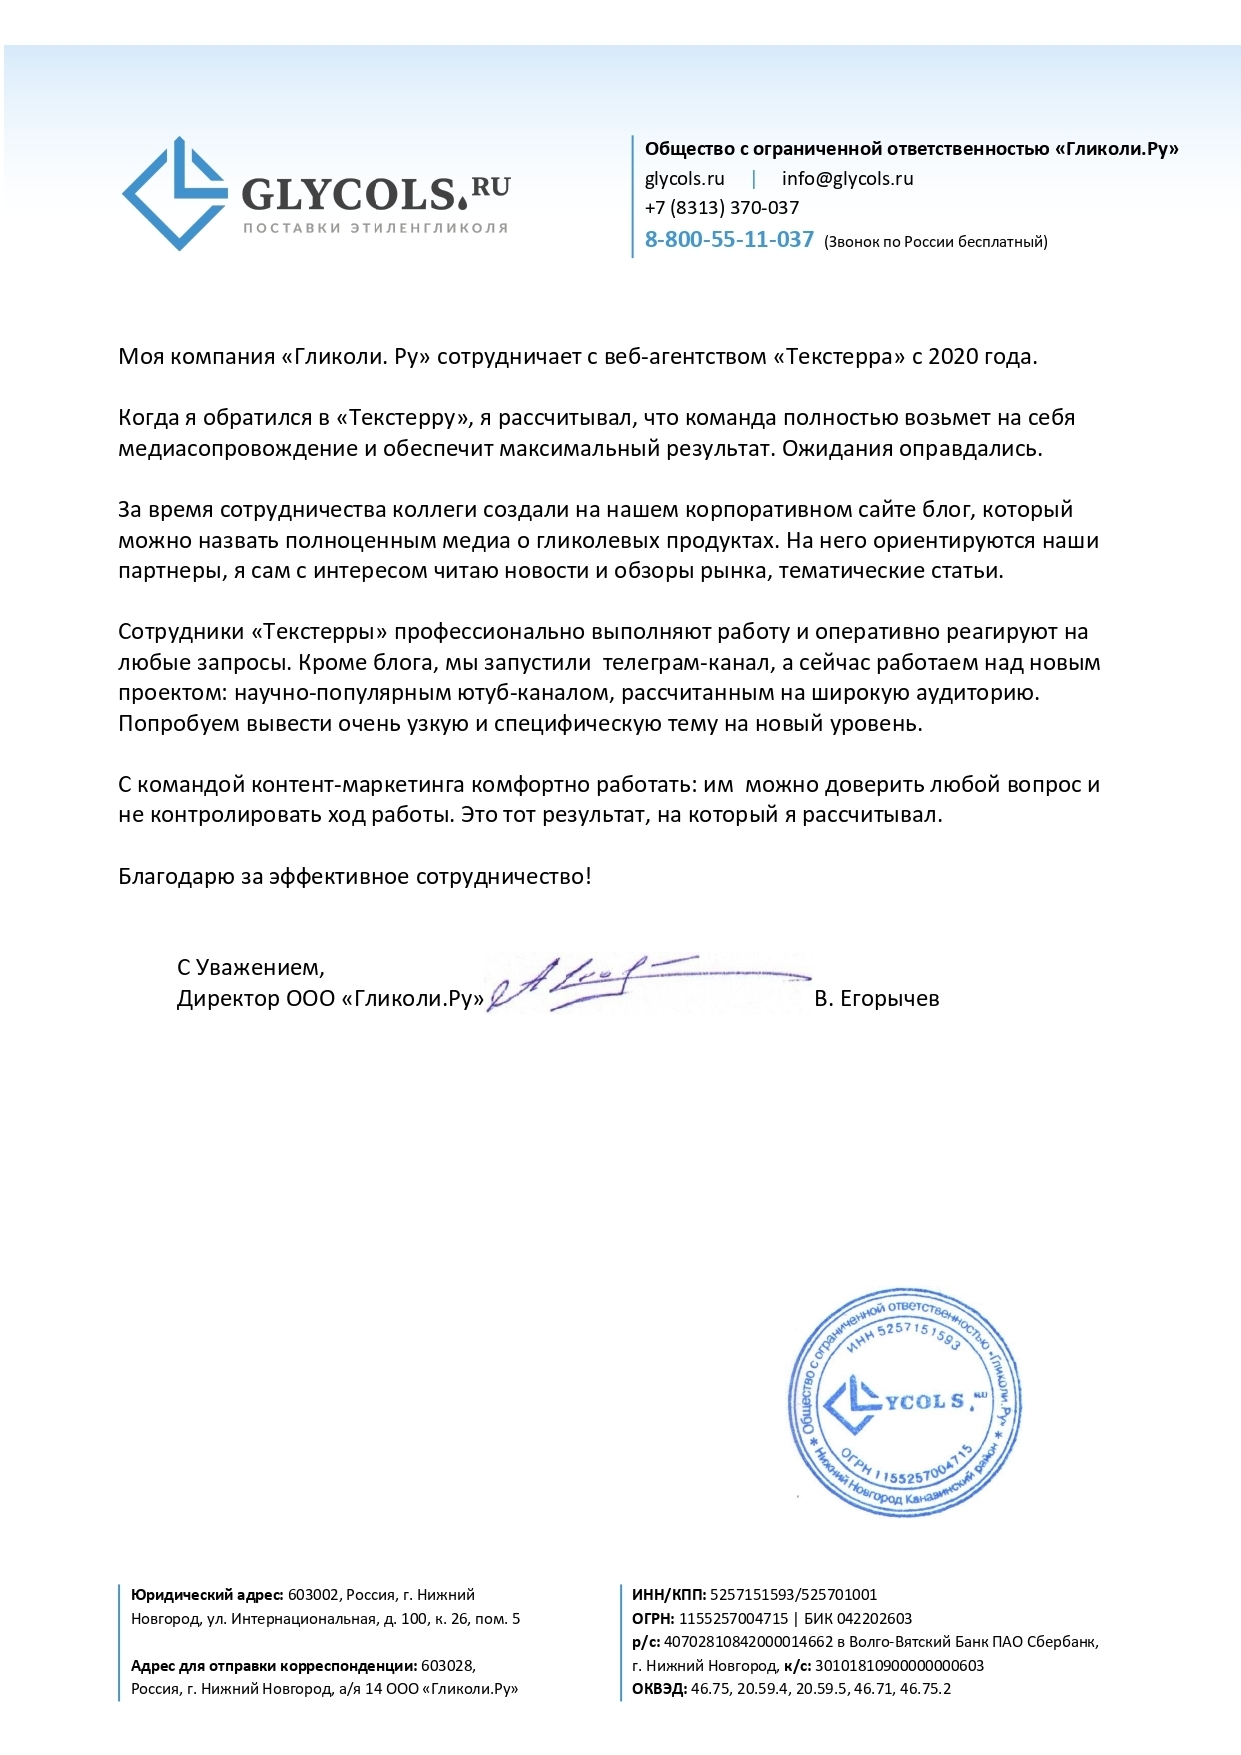 GLYCOLS.RU
ПОСТАВКИ ЭТИЛЕНГЛИКОЛЯ
Общество с ограниченной ответственностью «Гликоли.Ру»
glycols.ru | info@glycols.ru
+7 (8313) 370-037
8-800-55-11-037 (Звонок по России бесплатный)
Моя компания «Гликоли. Ру» сотрудничает с веб-агентством «Текстерра» с 2020 года.
Когда я обратился в «Текстерру», я рассчитывал, что команда полностью возьмет на себя
медиасопровождение и обеспечит максимальный результат. Ожидания оправдались.
За время сотрудничества коллеги создали на нашем корпоративном сайте блог, который
можно назвать полноценным медиа о гликолевых продуктах. На него ориентируются наши
партнеры, я сам с интересом читаю новости и обзоры рынка, тематические статьи.
Сотрудники «Текстерры» профессионально выполняют работу и оперативно реагируют на
любые запросы. Кроме блога, мы запустили  телеграм-канал, а сейчас работаем над новым
проектом: научно-популярным ютуб-каналом, рассчитанным на широкую аудиторию.
Попробуем вывести очень узкую и специфическую тему на новый уровень.
С командой контент-маркетинга комфортно работать: им  можно доверить любой вопрос и
не контролировать ход работы. Это тот результат, на который я рассчитывал.
Благодарю за эффективное сотрудничество!
С Уважением,
Директор ООО «Гликоли.Ру» В. Егорычев
Общество с ограниченной ответственностью «Гликоли.Ру»
ИНН 5257151593
YCOLS.RU
ОГРН 1155257004715
* Нижний Новгород Канавинский район *
Юридический адрес: 603002, Россия, г. Нижний
Новгород, ул. Интернациональная, д. 100, к. 26, пом. 5
Адрес для отправки корреспонденции: 603028,
Россия, г. Нижний Новгород, а/я 14 ООО «Гликоли.Ру»
ИНН/КПП: 5257151593/525701001
ОГРН: 1155257004715 | БИК 042202603
р/с: 40702810842000014662 в Волго-Вятский Банк ПАО Сбербанк,
г. Нижний Новгород, к/с: 30101810900000000603
ОКВЭД: 46.75, 20.59.4, 20.59.5, 46.71, 46.75.2